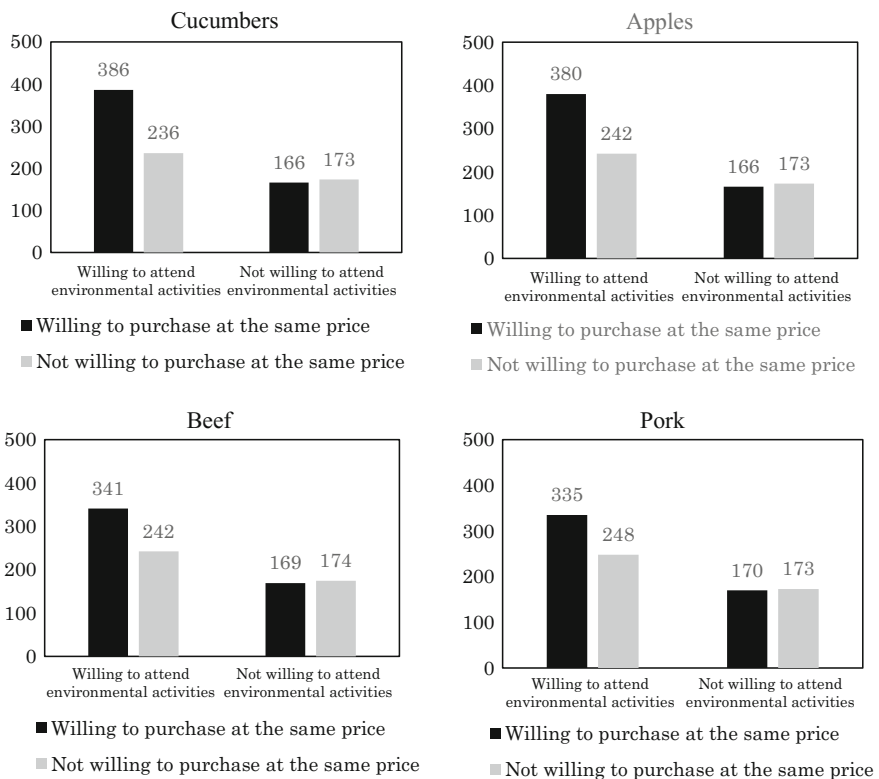 Cucumbers
500
400
300
200
100
0
386
236
166 173
Willing to attend
environmental activities
Not willing to attend
environmental activities
Willing to purchase at the same price
Not willing to purchase at the same price
Apples
500
400
300
200
100
0
380
242
166 173
Willing to attend
environmental activities
Not willing to attend
environmental activities
Willing to purchase at the same price
Not willing to purchase at the same price
Beef
500
400
300
200
100
0
341
242
169 174
Willing to attend
environmental activities
Not willing to attend
environmental activities
Willing to purchase at the same price
Not willing to purchase at the same price
Pork
500
400
300
200
100
0
335
248
170 173
Willing to attend
environmental activities
Not willing to attend
environmental activities
Willing to purchase at the same price
Not willing to purchase at the same price